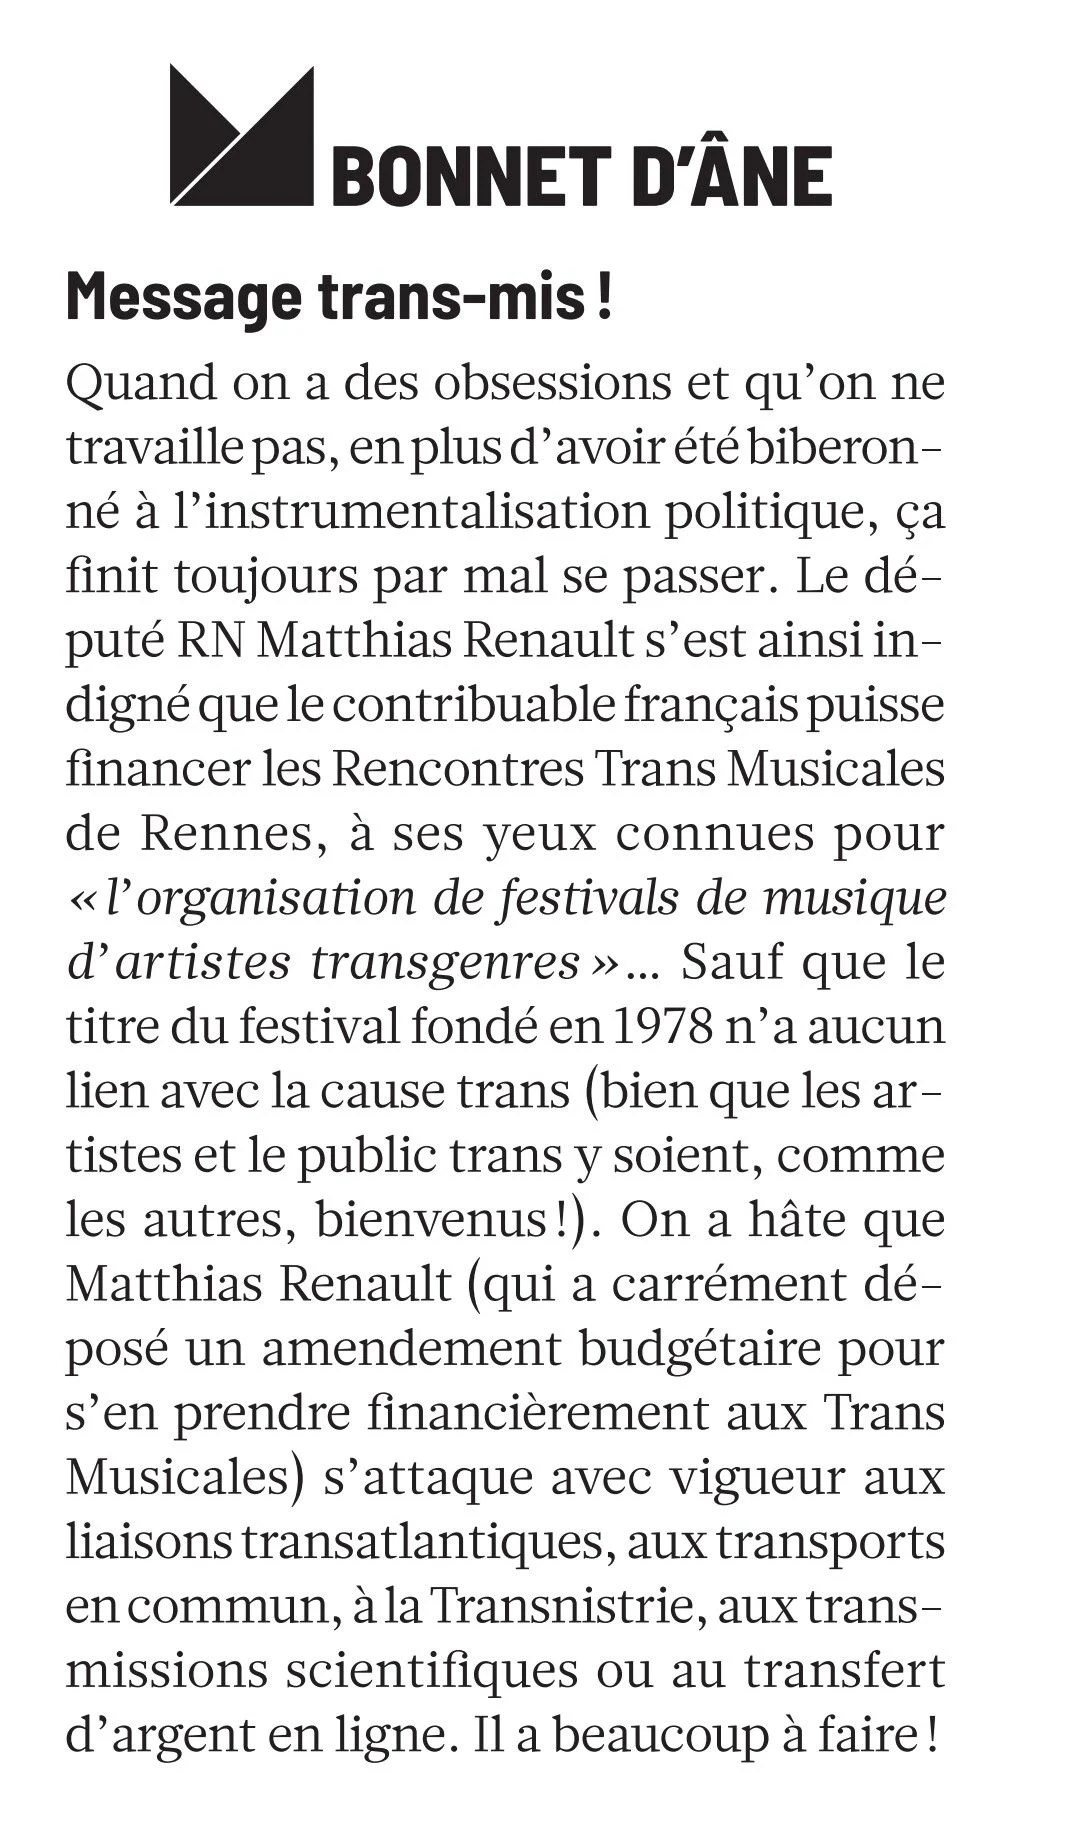 BONNET D’ÂNE
Message trans-mis !
Quand on a des obsessions et qu’on ne
travaille pas, en plus d’avoir été biberon-
né à l’instrumentalisation politique, ça
finit toujours par mal se passer. Le dé-
puté RN Matthias Renault s’est ainsi in-
digné que le contribuable français puisse
financer les Rencontres Trans Musicales
de Rennes, à ses yeux connues pour
« l’organisation de festivals de musique
d’artistes transgenres »… Sauf que le
titre du festival fondé en 1978 n’a aucun
lien avec la cause trans (bien que les ar-
tistes et le public trans y soient, comme
les autres, bienvenus !). On a hâte que
Matthias Renault (qui a carrément dé-
posé un amendement budgétaire pour
s’en prendre financièrement aux Trans
Musicales) s’attaque avec vigueur aux
liaisons transatlantiques, aux transports
en commun, à la Transnistrie, aux trans-
missions scientifiques ou au transfert
d’argent en ligne. Il a beaucoup à faire !